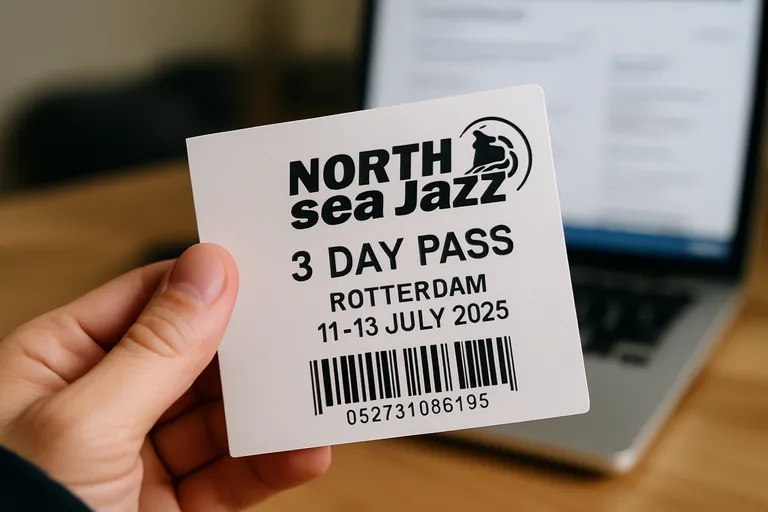 NORTH
sea Jazz
3 DAY PASS
ROTTERDAM
11-13 JULY 2025
052731086195